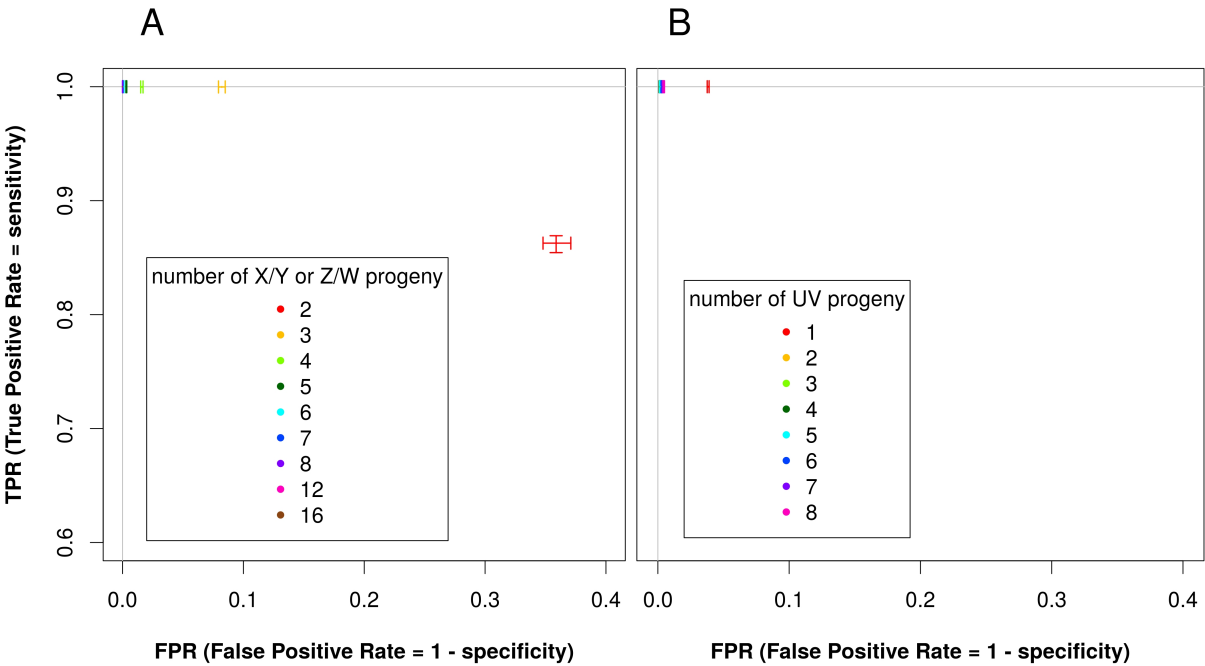 A
B
TPR (True Positive Rate = sensitivity)
1.0
0.9
0.8
0.7
0.6
number of X/Y or Z/W progeny
2
3
4
5
6
7
8
12
16
0.0 0.1 0.2 0.3 0.4
FPR (False Positive Rate = 1 - specificity)
number of UV progeny
1
2
3
4
5
6
7
8
0.0 0.1 0.2 0.3 0.4
FPR (False Positive Rate = 1 - specificity)